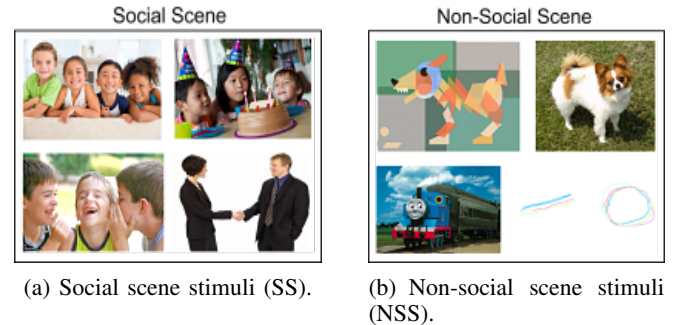 Social Scene
Non-Social Scene
(a) Social scene stimuli (SS).
(b) Non-social scene stimuli
(NSS).